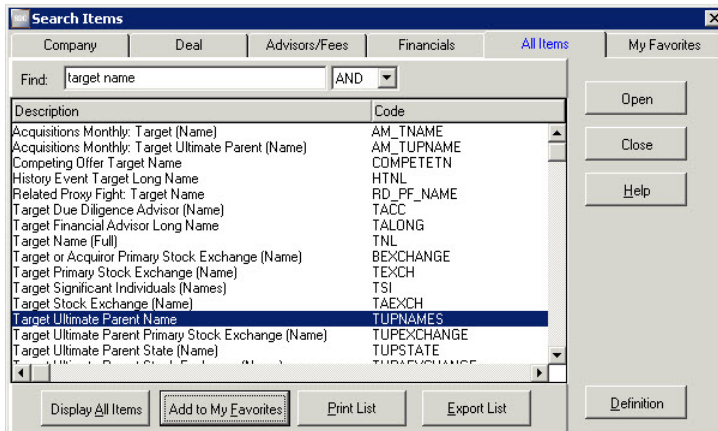 SDC Search Items
Company Deal Advisors/Fees Financials All Items My Favorites
Find: target name AND
Open
Description Code
Acquisitions Monthly: Target (Name) AM_TNAME
Acquisitions Monthly: Target Ultimate Parent (Name) AM_TUPNAME
Close
Competing Offer Target Name COMPETETN
History Event Target Long Name HTNL
Related Proxy Fight: Target Name RD_PF_NAME
Help
Target Due Diligence Advisor (Name) TACC
Target Financial Advisor Long Name TALONG
Target Name (Full) TNL
Target or Acquiror Primary Stock Exchange (Name) BEXCHANGE
Target Primary Stock Exchange (Name) TEXCH
Target Significant Individuals (Names) TSI
Target Stock Exchange (Name) TAEXCH
Target Ultimate Parent Name TUPNAMES
Target Ultimate Parent Primary Stock Exchange (Name) TUPEXCHANGE
Target Ultimate Parent State (Name) TUPSTATE
Display All Items Add to My Favorites Print List Export List Definition